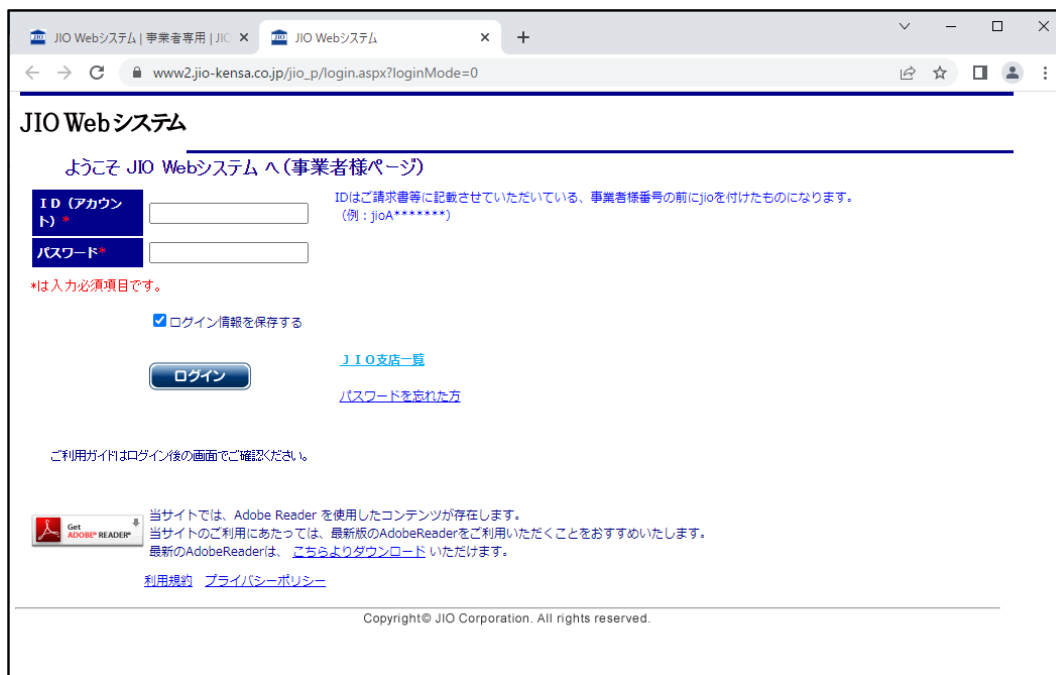 JIO Webシステム | 事業者専用 | JIO
JIO Webシステム
www2.jio-kensa.co.jp/jio_p/login.aspx?loginMode=0
JIO Webシステム
ようこそ JIO Webシステム へ(事業者様ページ)
ID(アカウント)*
IDはご請求書等に記載させていただいている、事業者様番号の前にjioを付けたものになります。
(例:jioA*******)
パスワード*
*は入力必須項目です。
ログイン情報を保存する
ログイン
JIO支店一覧
パスワードを忘れた方
ご利用ガイドはログイン後の画面でご確認ください。
Get
ADOBE® READER®
当サイトでは、Adobe Reader を使用したコンテンツが存在します。
当サイトのご利用にあたっては、最新版のAdobeReaderをご利用いただくことをおすすめいたします。
最新のAdobeReaderは、 こちらよりダウンロード いただけます。
利用規約 プライバシーポリシー
Copyright© JIO Corporation. All rights reserved.